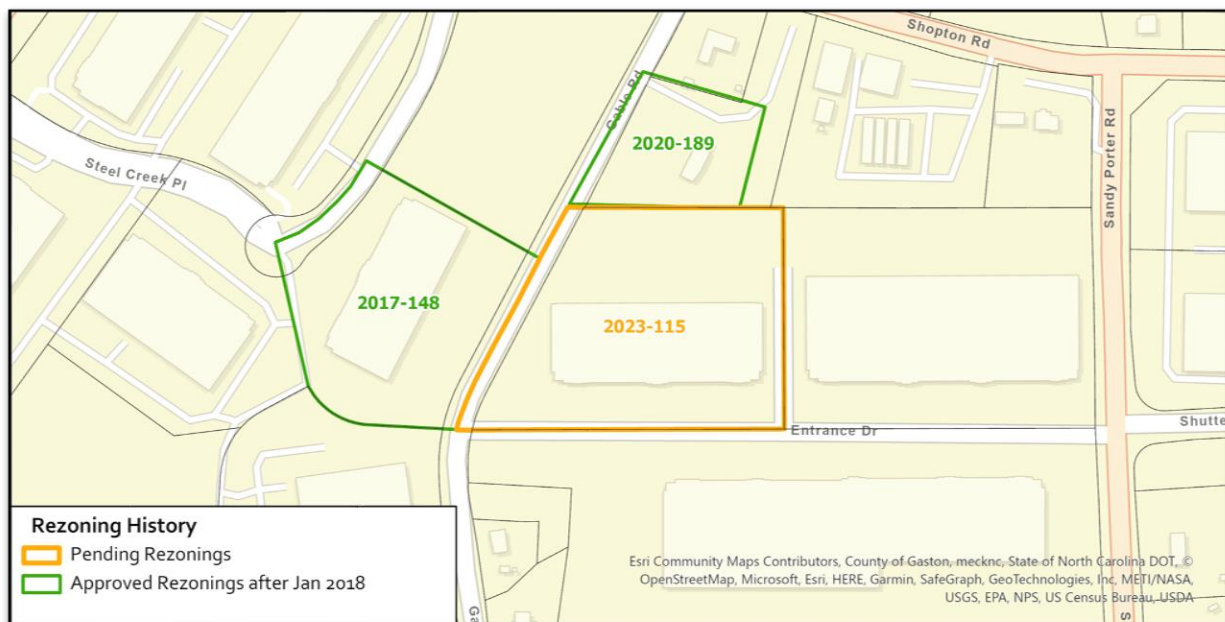 Shopton Rd
Gable Rd
2020-189
Steel Creek Pl
Sandy Porter Rd
2017-148
2023-115
Entrance Dr
Shutte
Rezoning History
Pending Rezonings
Approved Rezonings after Jan 2018
Ga
S
Esri Community Maps Contributors, County of Gaston, mecknc, State of North Carolina DOT, ©
OpenStreetMap, Microsoft, Esri, HERE, Garmin, SafeGraph, GeoTechnologies, Inc, METI/NASA,
USGS, EPA, NPS, US Census Bureau, USDA